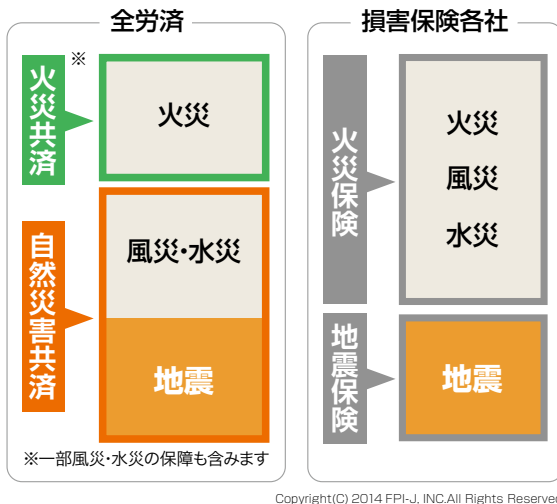 全労済
火災共済
※
火災
自然災害共済
風災・水災
地震
※一部風災・水災の保障も含みます
損害保険各社
火災保険
火災
風災
水災
地震保険
地震
Copyright(C) 2014 FPI-J, INC.All Rights Reserved